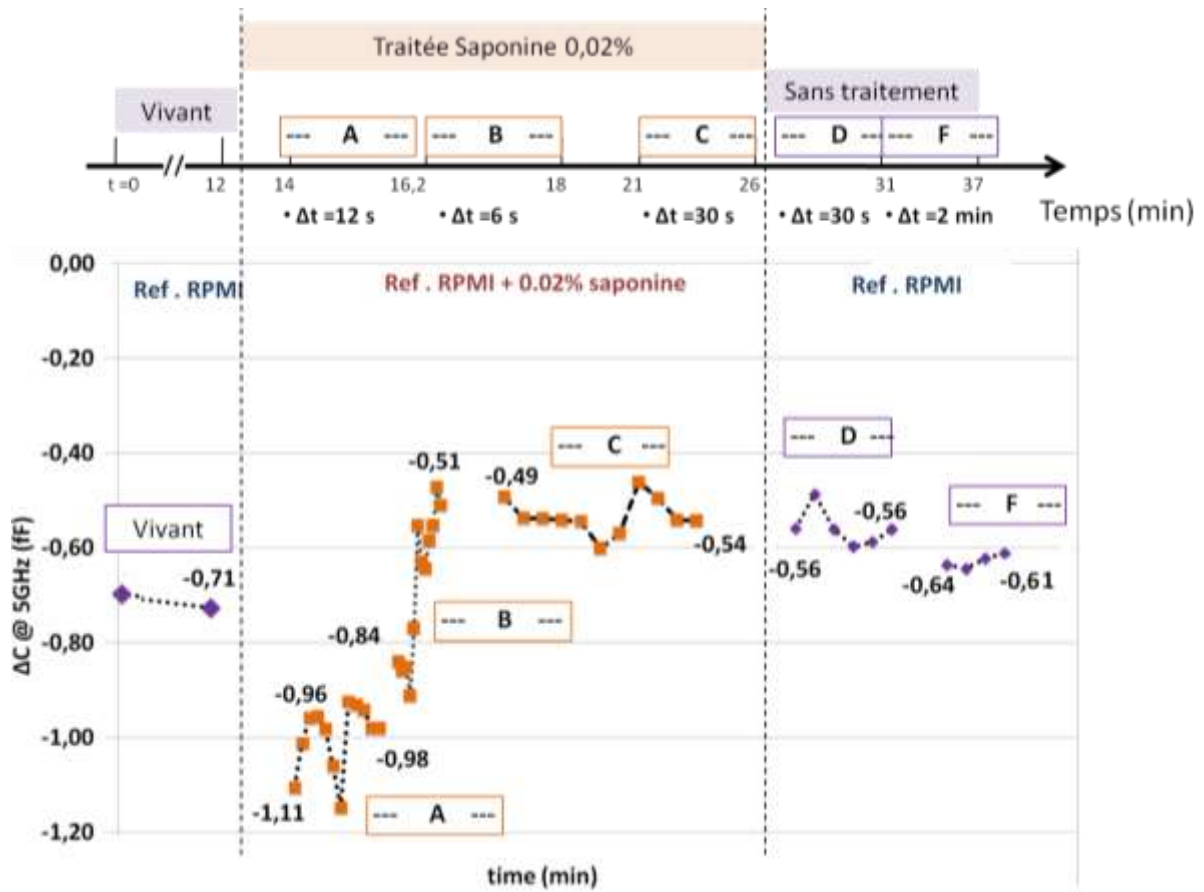 Traitée Saponine 0,02%
Vivant
Sans traitement
--- A ---
--- B ---
--- C ---
--- D ---
--- F ---
t =0
12
14
16,2
18
21
26
31
37
• Δt =12 s
• Δt =6 s
• Δt =30 s
• Δt =30 s
• Δt =2 min
Temps (min)
Ref . RPMI
Ref . RPMI + 0.02% saponine
Ref . RPMI
ΔC @ 5GHz (fF)
0,00
-0,20
-0,40
-0,60
-0,80
-1,00
-1,20
Vivant
-0,71
-1,11
-0,96
-0,98
--- A ---
-0,84
-0,51
--- B ---
-0,49
--- C ---
-0,54
--- D ---
-0,56
-0,56
--- F ---
-0,64
-0,61
time (min)